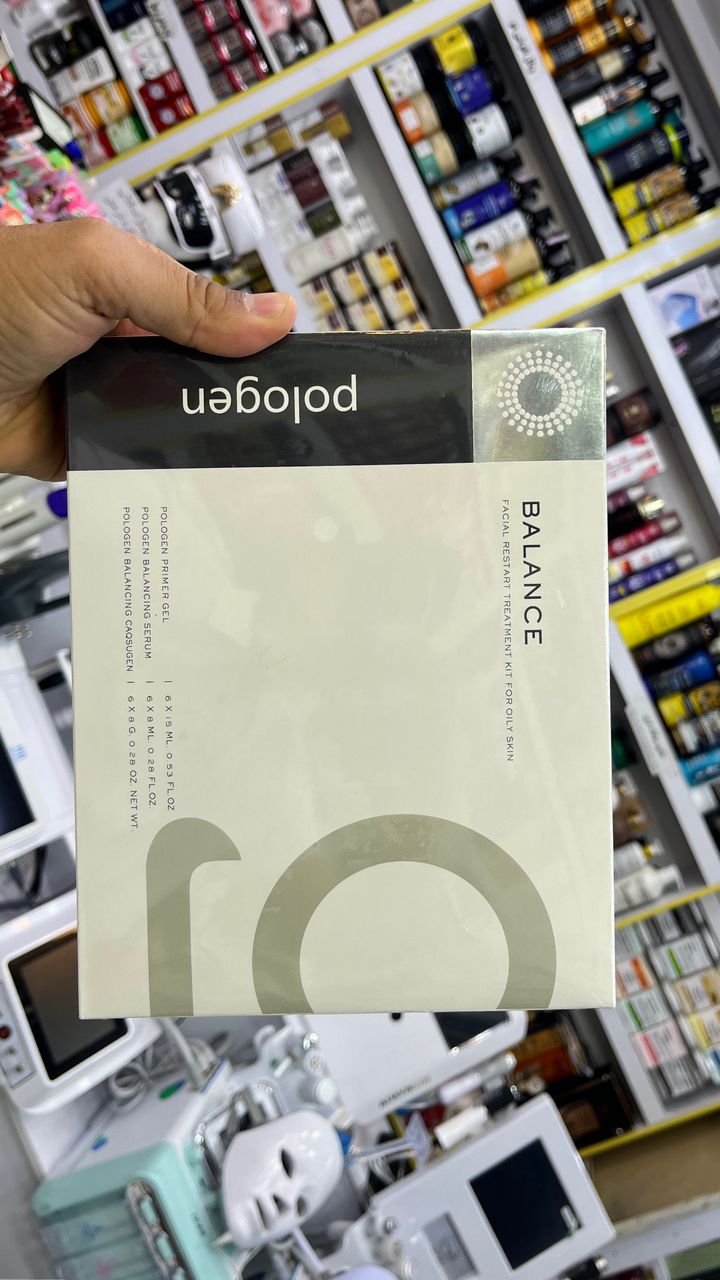 pologen
BALANCE
FACIAL RESTART TREATMENT KIT FOR OILY SKIN
POLOGEN PRIMER GEL | 6 X 15 ML. 0.53 FL.OZ
POLOGEN BALANCING SERUM | 6 X 8 ML. 0.28 FL.OZ.
POLOGEN BALANCING CAOSUGEN | 6 X 8 G. 0.28 OZ. NET WT.